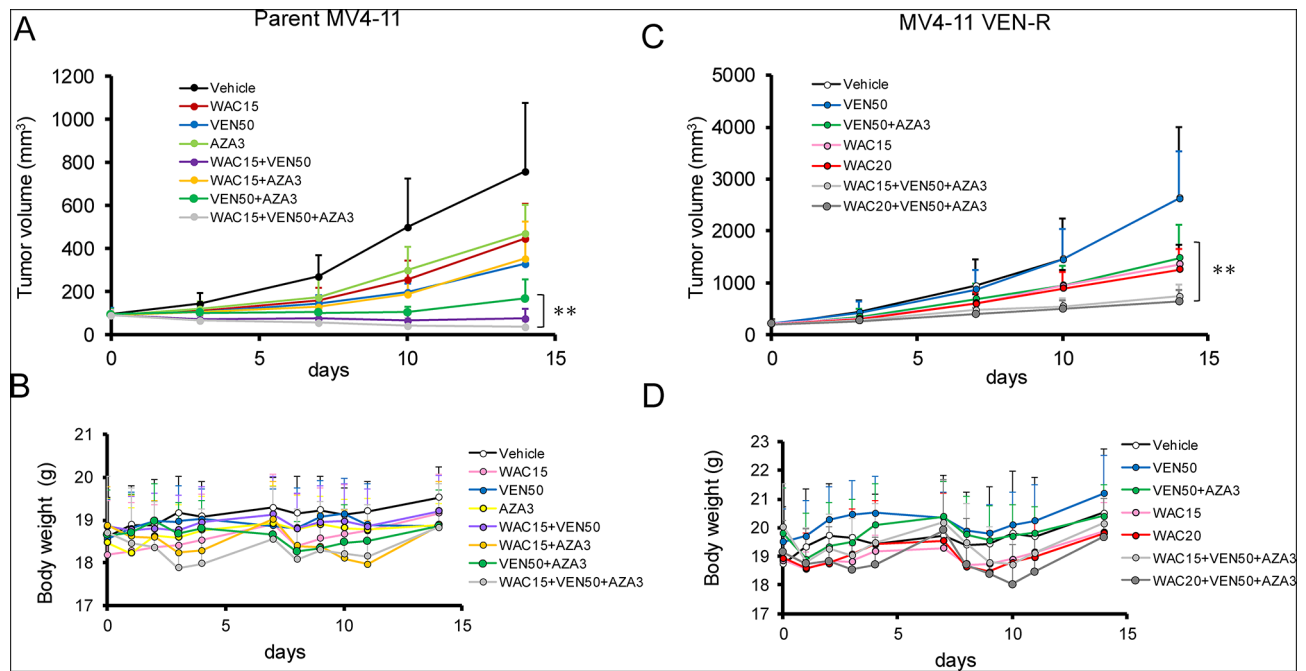 A
Parent MV4-11
Tumor volume (mm³)
1200
1000
800
600
400
200
0
0
5
10
15
days
Vehicle
WAC15
VEN50
AZA3
WAC15+VEN50
WAC15+AZA3
VEN50+AZA3
WAC15+VEN50+AZA3
**
B
Body weight (g)
21
20
19
18
17
0
5
10
15
days
Vehicle
WAC15
VEN50
AZA3
WAC15+VEN50
WAC15+AZA3
VEN50+AZA3
WAC15+VEN50+AZA3
C
MV4-11 VEN-R
Tumor volume (mm³)
5000
4000
3000
2000
1000
0
0
5
10
15
days
Vehicle
VEN50
VEN50+AZA3
WAC15
WAC20
WAC15+VEN50+AZA3
WAC20+VEN50+AZA3
**
D
Body weight (g)
23
22
21
20
19
18
17
0
5
10
15
days
Vehicle
VEN50
VEN50+AZA3
WAC15
WAC20
WAC15+VEN50+AZA3
WAC20+VEN50+AZA3